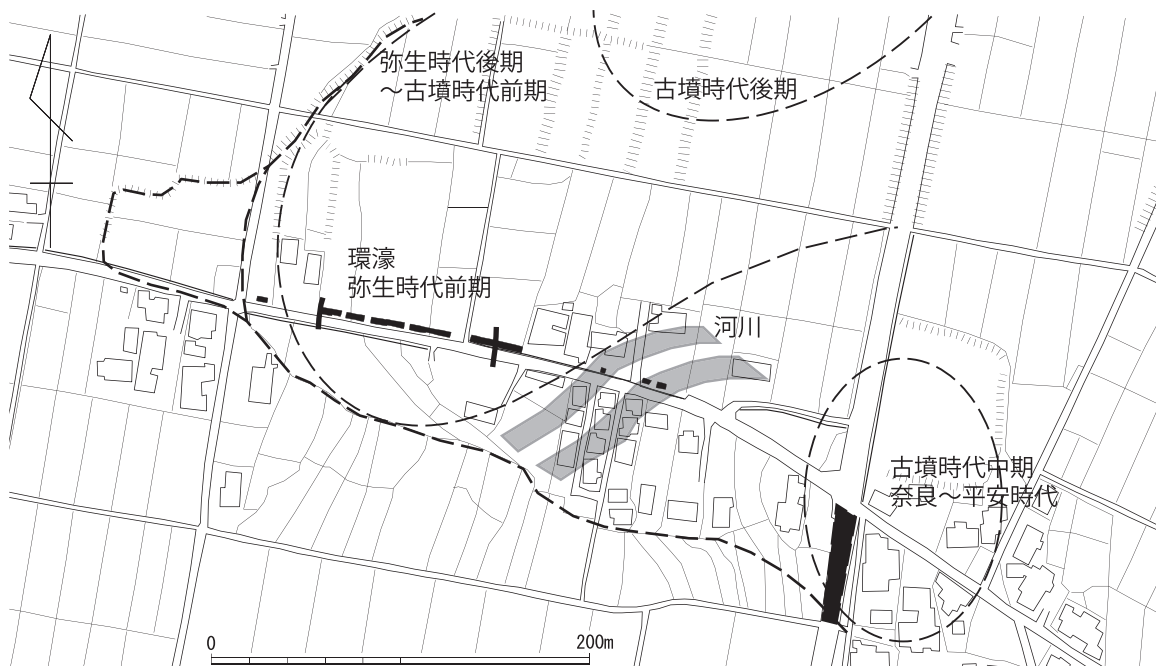 弥生時代後期
～古墳時代前期
古墳時代後期
環濠
弥生時代前期
河川
古墳時代中期
奈良～平安時代
0
200m